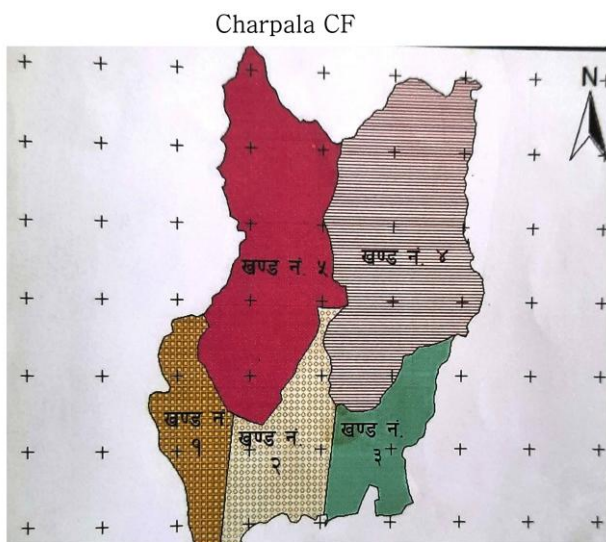 Charpala CF
N
खण्ड नं. ५
खण्ड नं. ४
खण्ड नं.
१
खण्ड नं.
२
खण्ड नं.
३